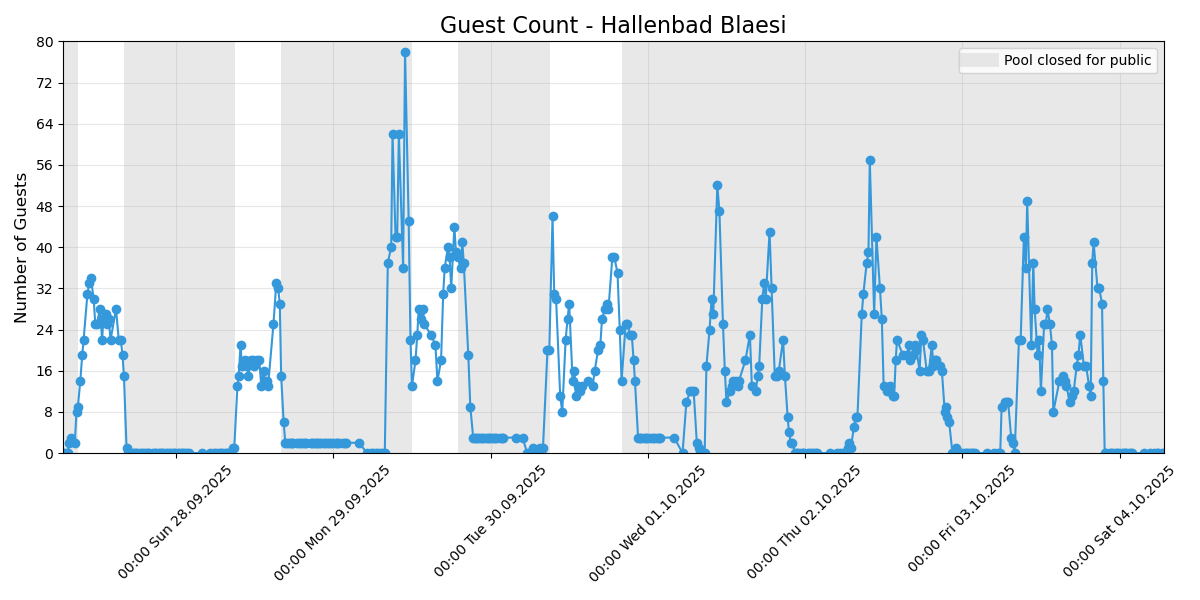 Guest Count - Hallenbad Blaesi
Pool closed for public
Number of Guests
80
72
64
56
48
40
32
24
16
8
0
00:00 Sun 28.09.2025
00:00 Mon 29.09.2025
00:00 Tue 30.09.2025
00:00 Wed 01.10.2025
00:00 Thu 02.10.2025
00:00 Fri 03.10.2025
00:00 Sat 04.10.2025